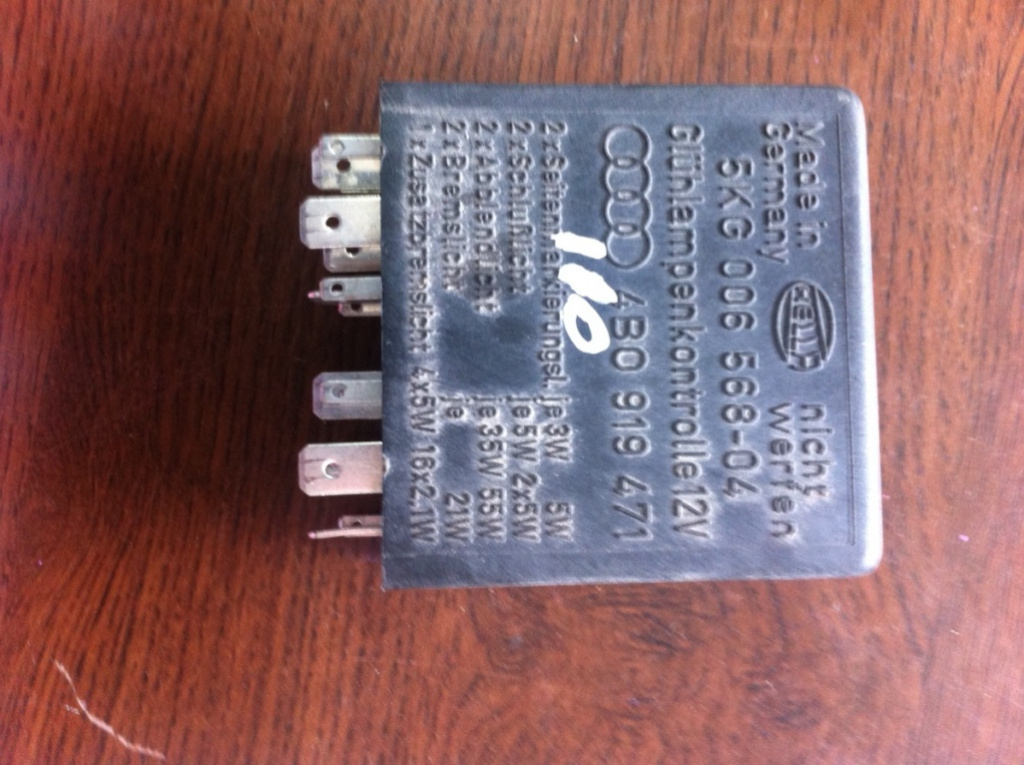 Made in
Germany
HELLA
nicht
werfen
5KG 006 568-04
Glühlampenkontrolle 12V
4B0 919 471
110
2xSeitenmarkierungsl. je 3W 5W
2xSchlußlicht je 5W 2x5W
2xAbblendlicht je 35W 55W
2xBremslicht je 21W
1xZusatzbremslicht 4x5W 16x2.1W